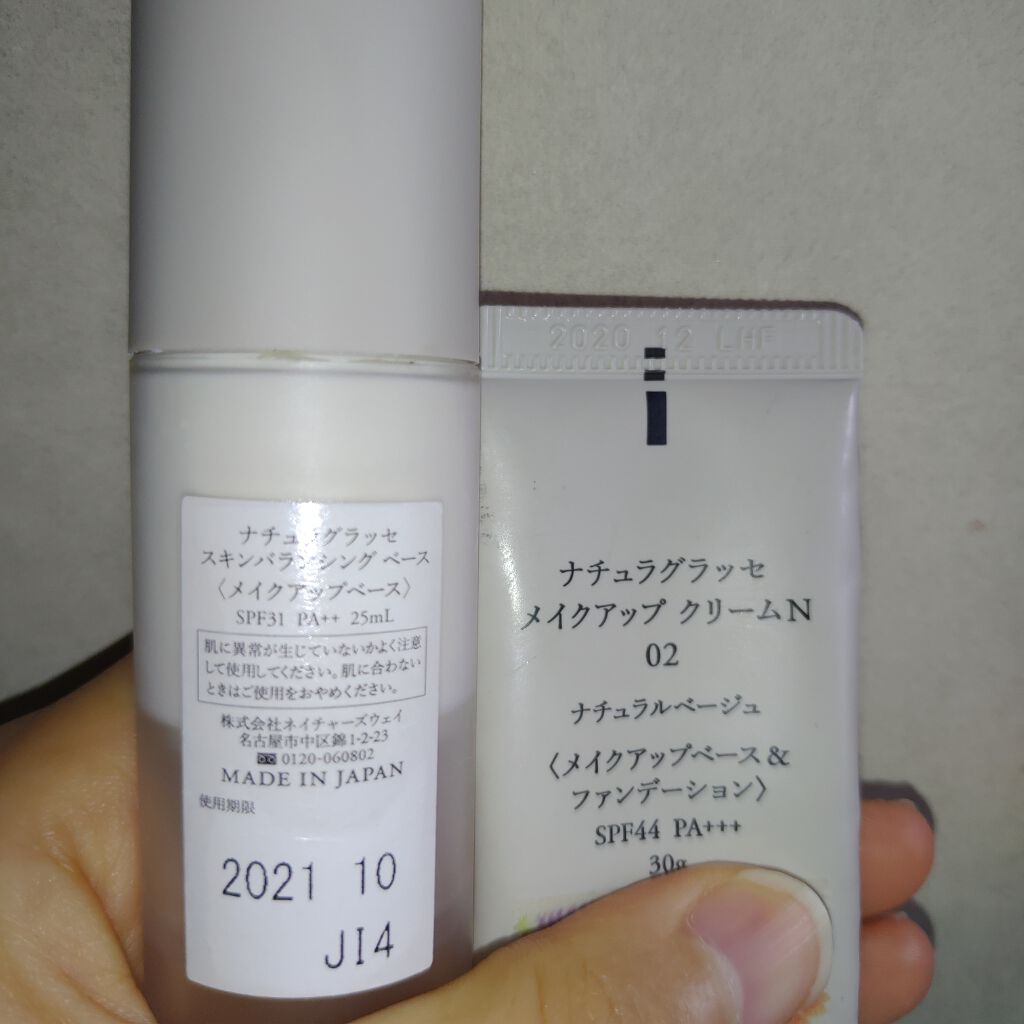 ナチュラグラッセ
スキンバランシング ベース
〈メイクアップベース〉
SPF31 PA++ 25mL
肌に異常が生じていないかよく注意
して使用してください。肌に合わない
ときはご使用をおやめください。
株式会社ネイチャーズウェイ
名古屋市中区錦1-2-23
0120-060802
MADE IN JAPAN
使用期限
2021 10
JI4
2020 12 LHF
ナチュラグラッセ
メイクアップ クリームN
02
ナチュラルベージュ
〈メイクアップベース&
ファンデーション〉
SPF44 PA+++
30g